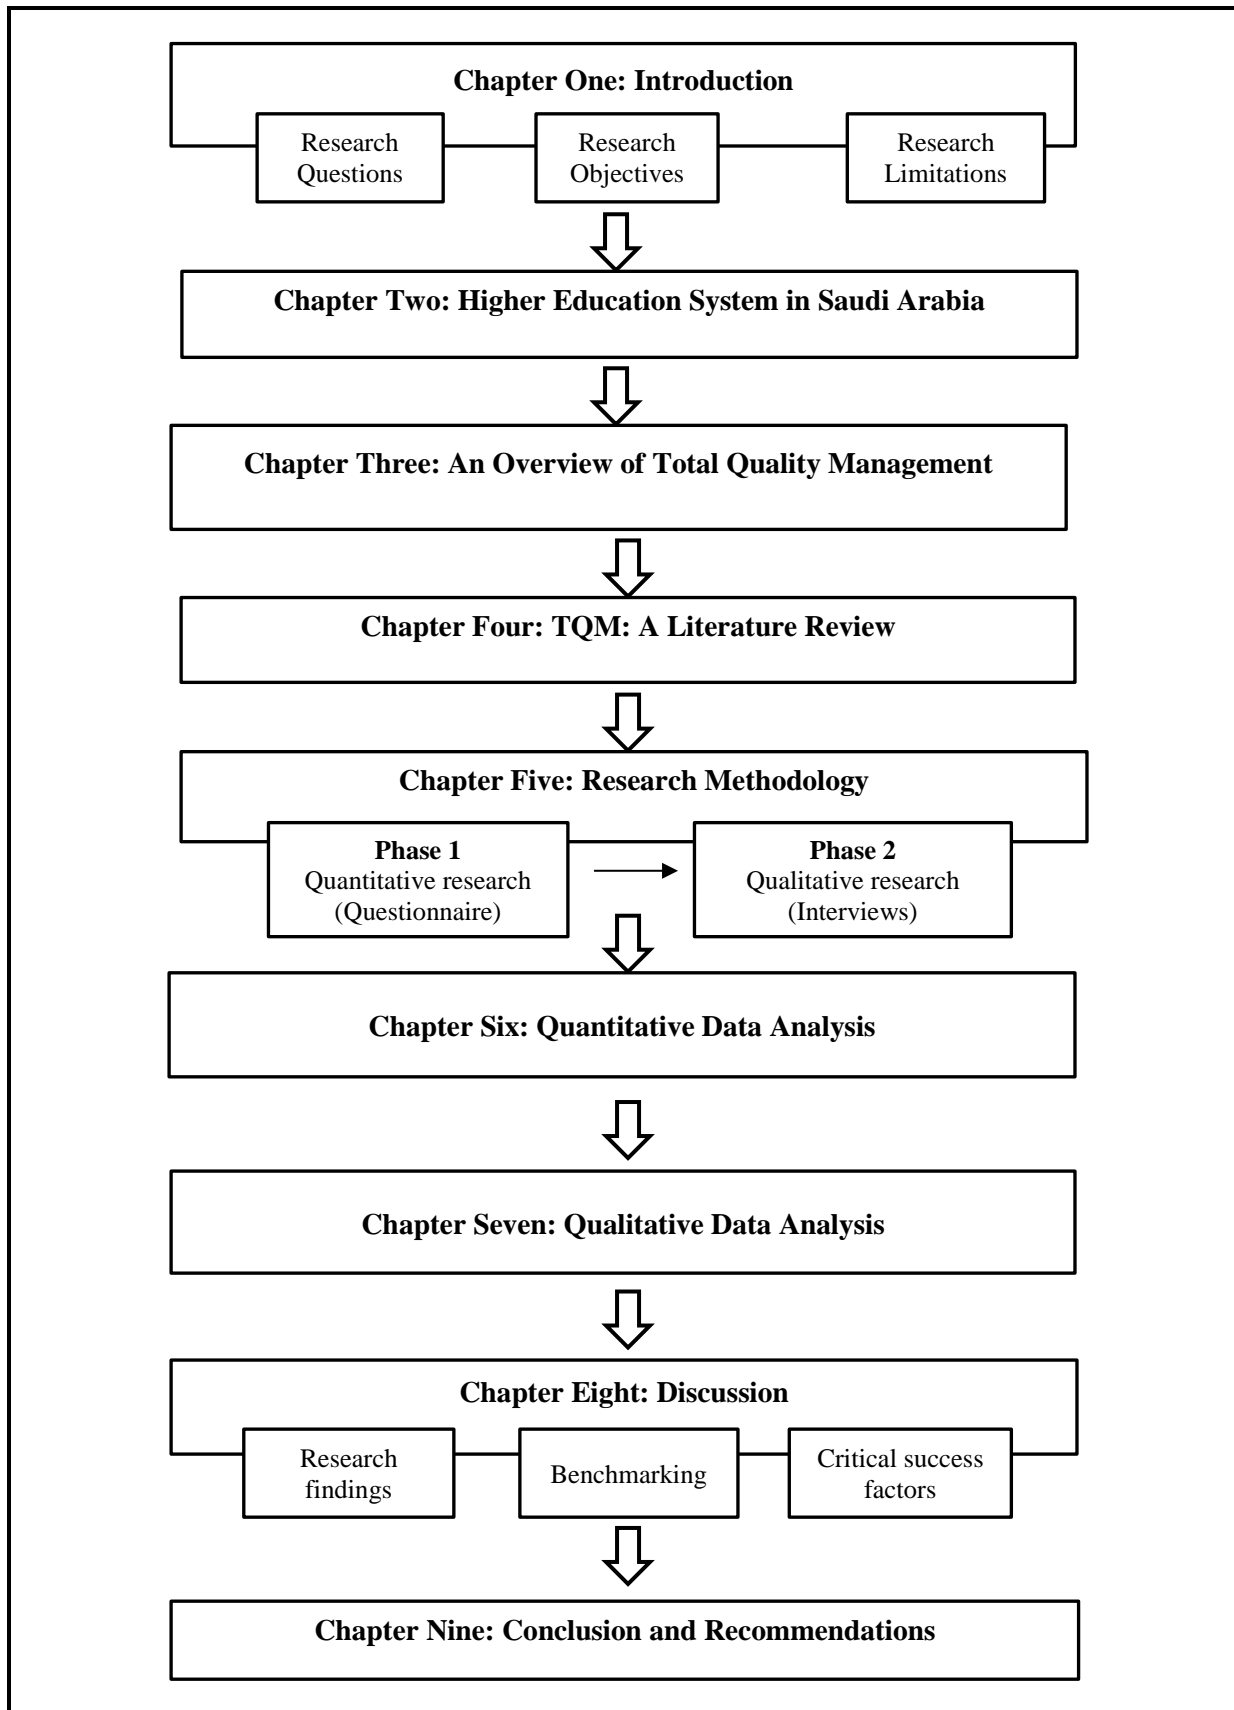 Chapter One: Introduction
Research
Questions
Research
Objectives
Research
Limitations
Chapter Two: Higher Education System in Saudi Arabia
Chapter Three: An Overview of Total Quality Management
Chapter Four: TQM: A Literature Review
Chapter Five: Research Methodology
Phase 1
Quantitative research
(Questionnaire)
Phase 2
Qualitative research
(Interviews)
Chapter Six: Quantitative Data Analysis
Chapter Seven: Qualitative Data Analysis
Chapter Eight: Discussion
Research
findings
Benchmarking
Critical success
factors
Chapter Nine: Conclusion and Recommendations